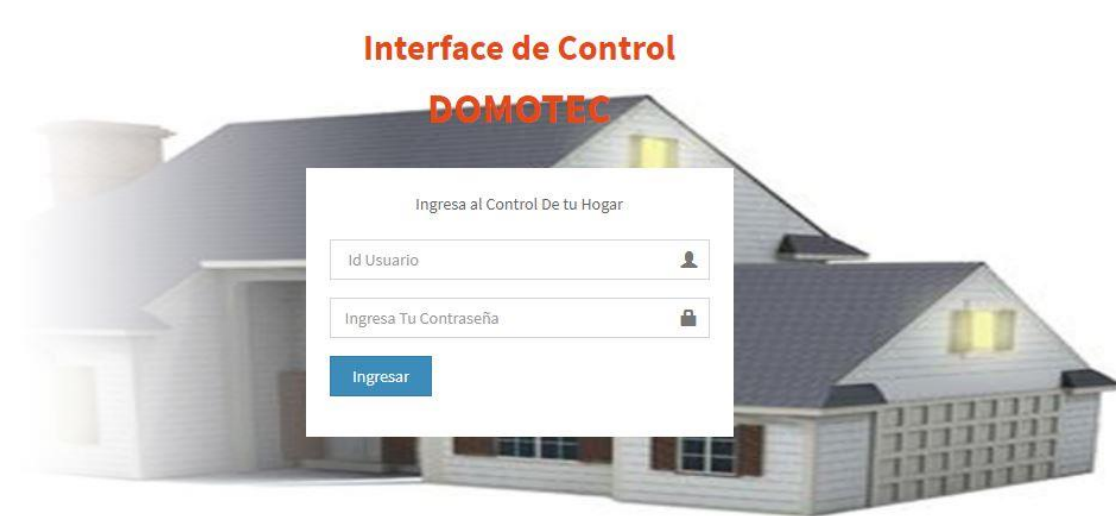 Interface de Control
DOMOTEC
Ingresa al Control De tu Hogar
Id Usuario
Ingresa Tu Contraseña
Ingresar